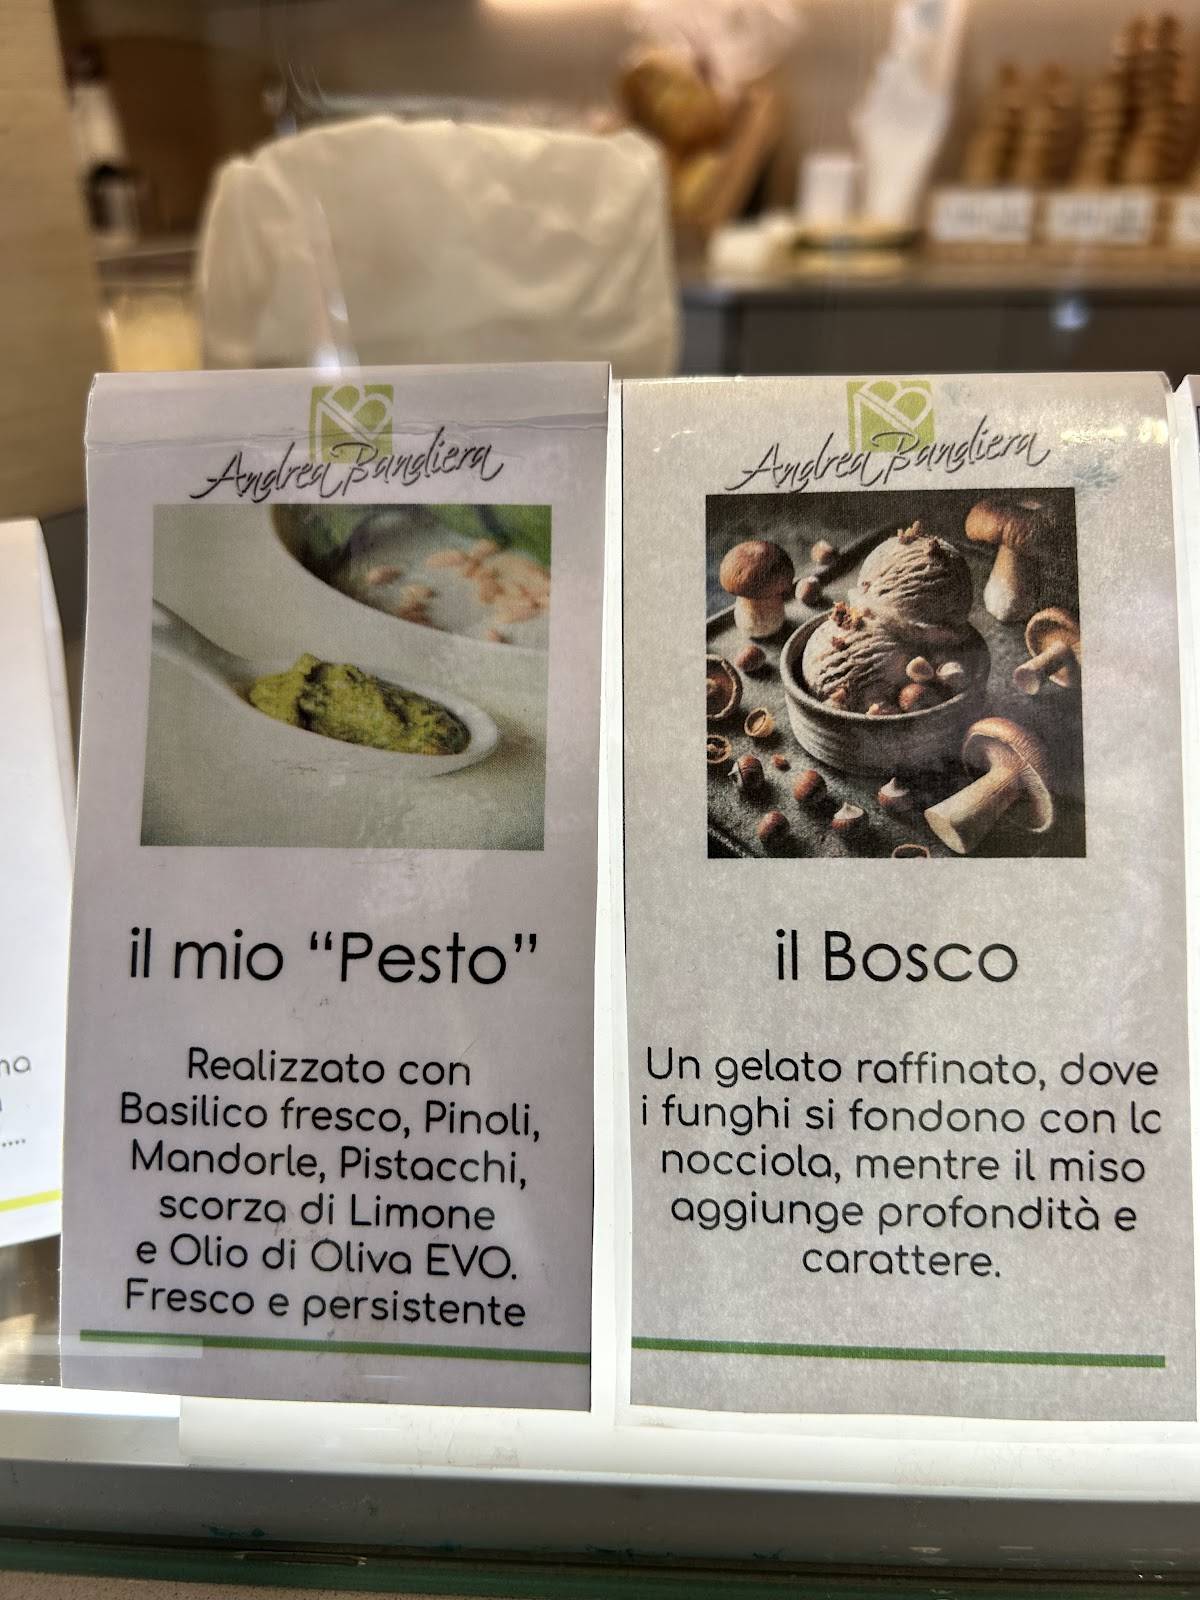 Andrea Bandiera
il mio “Pesto”
Realizzato con
Basilico fresco, Pinoli,
Mandorle, Pistacchi,
scorza di Limone
e Olio di Oliva EVO.
Fresco e persistente
Andrea Bandiera
il Bosco
Un gelato raffinato, dove
i funghi si fondono con
nocciola, mentre il miso
aggiunge profondità e
carattere.